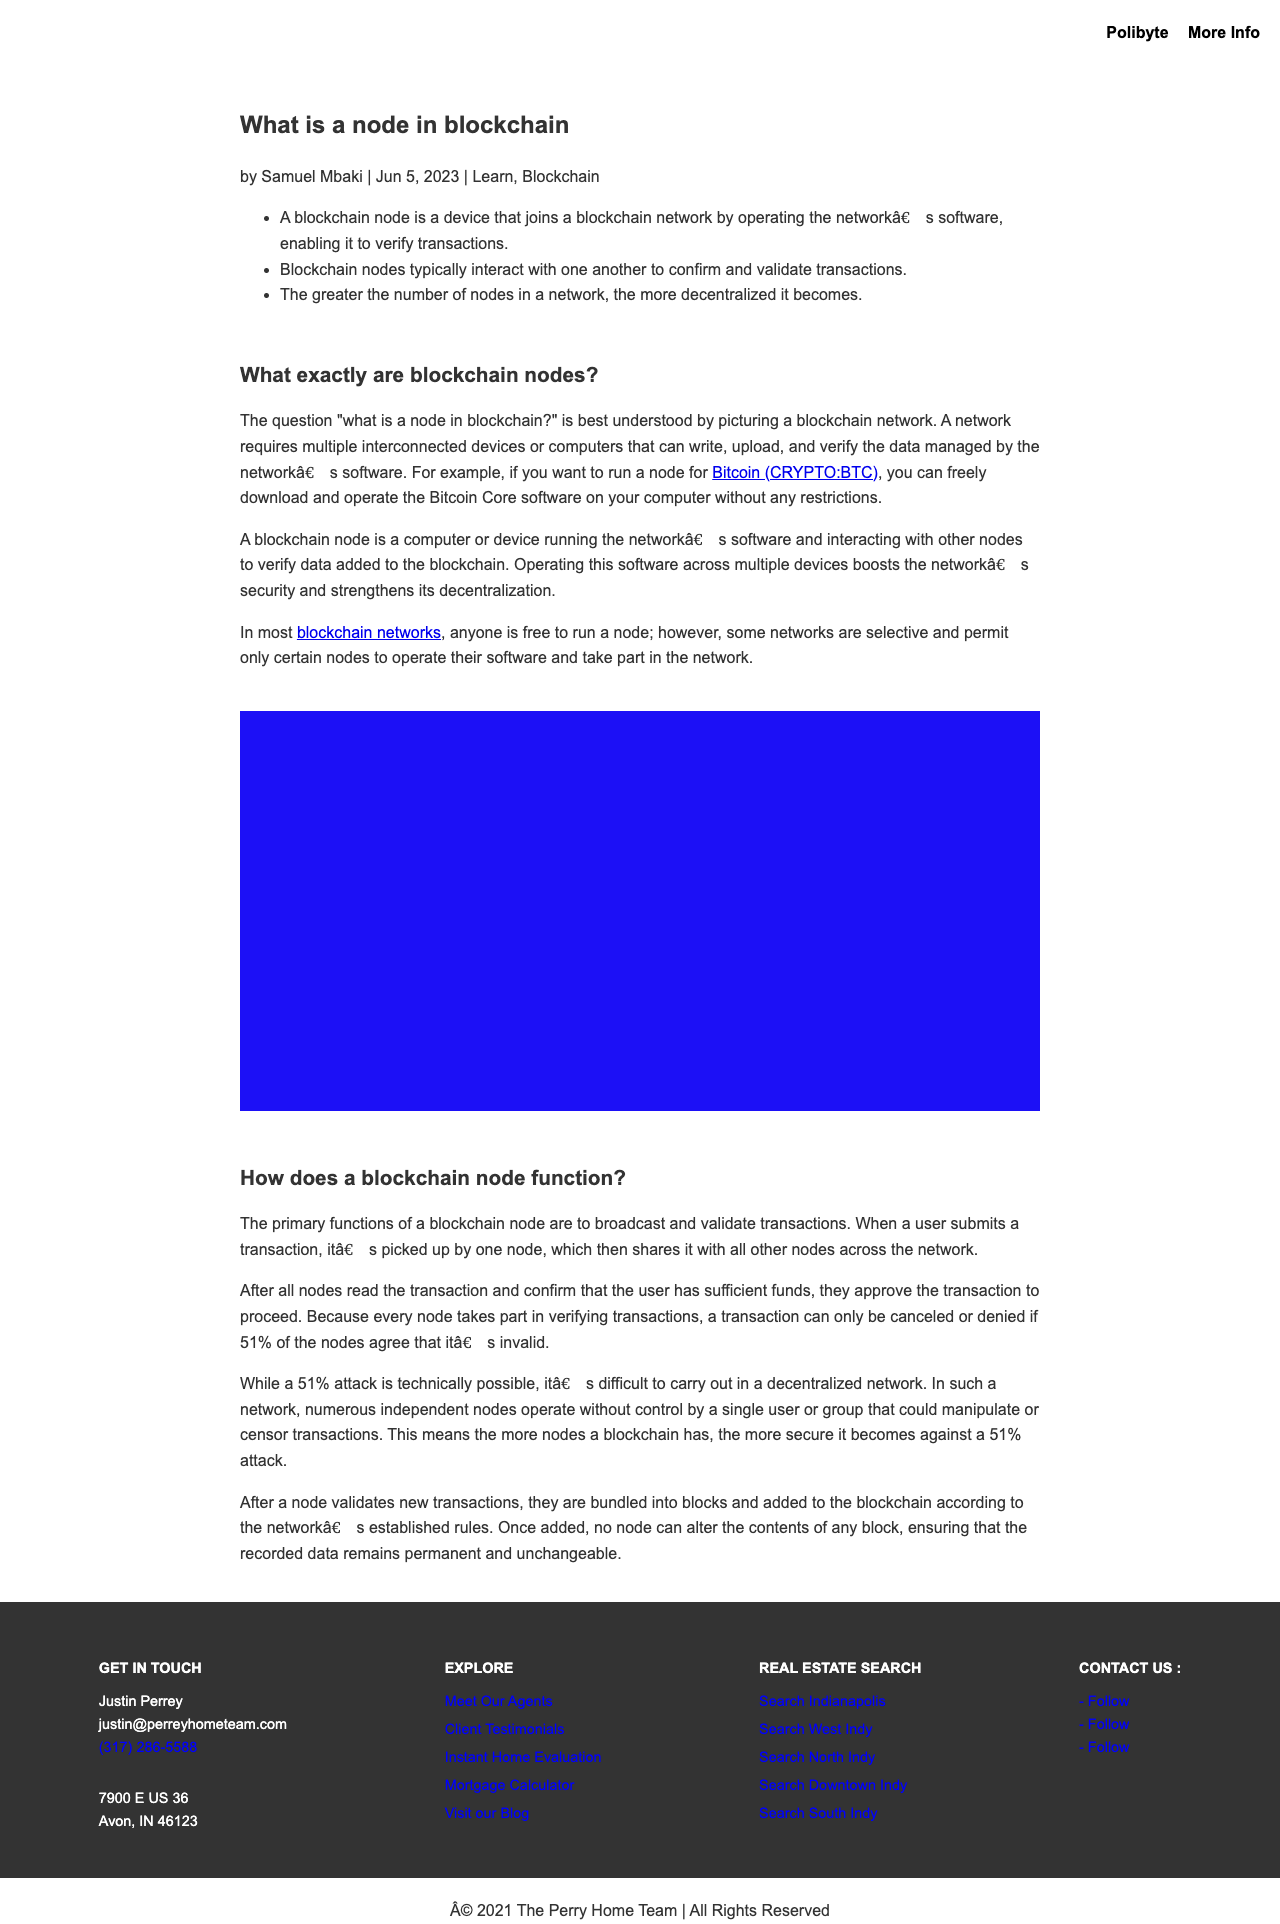 Polibyte More Info
What is a node in blockchain
by Samuel Mbaki | Jun 5, 2023 | Learn, Blockchain
• A blockchain node is a device that joins a blockchain network by operating the networkâ€ s software,
enabling it to verify transactions.
• Blockchain nodes typically interact with one another to confirm and validate transactions.
• The greater the number of nodes in a network, the more decentralized it becomes.
What exactly are blockchain nodes?
The question "what is a node in blockchain?" is best understood by picturing a blockchain network. A network
requires multiple interconnected devices or computers that can write, upload, and verify the data managed by the
networkâ€ s software. For example, if you want to run a node for Bitcoin (CRYPTO:BTC), you can freely
download and operate the Bitcoin Core software on your computer without any restrictions.
A blockchain node is a computer or device running the networkâ€ s software and interacting with other nodes
to verify data added to the blockchain. Operating this software across multiple devices boosts the networkâ€ s
security and strengthens its decentralization.
In most blockchain networks, anyone is free to run a node; however, some networks are selective and permit
only certain nodes to operate their software and take part in the network.
How does a blockchain node function?
The primary functions of a blockchain node are to broadcast and validate transactions. When a user submits a
transaction, itâ€ s picked up by one node, which then shares it with all other nodes across the network.
After all nodes read the transaction and confirm that the user has sufficient funds, they approve the transaction to
proceed. Because every node takes part in verifying transactions, a transaction can only be canceled or denied if
51% of the nodes agree that itâ€ s invalid.
While a 51% attack is technically possible, itâ€ s difficult to carry out in a decentralized network. In such a
network, numerous independent nodes operate without control by a single user or group that could manipulate or
censor transactions. This means the more nodes a blockchain has, the more secure it becomes against a 51%
attack.
After a node validates new transactions, they are bundled into blocks and added to the blockchain according to
the networkâ€ s established rules. Once added, no node can alter the contents of any block, ensuring that the
recorded data remains permanent and unchangeable.
GET IN TOUCH
Justin Perrey
justin@perreyhometeam.com
(317) 286-5588
7900 E US 36
Avon, IN 46123
EXPLORE
Meet Our Agents
Client Testimonials
Instant Home Evaluation
Mortgage Calculator
Visit our Blog
REAL ESTATE SEARCH
Search Indianapolis
Search West Indy
Search North Indy
Search Downtown Indy
Search South Indy
CONTACT US :
- Follow
- Follow
- Follow
Â© 2021 The Perry Home Team | All Rights Reserved